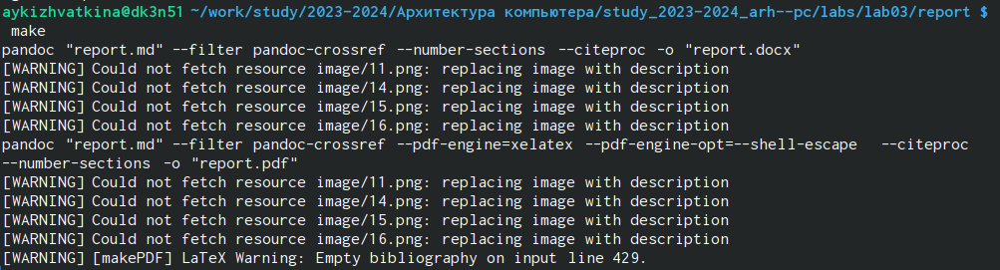 aykizhvatkina@dk3n51 ~/work/study/2023-2024/Архитектура компьютера/study_2023-2024_arh--pc/labs/lab03/report $
make
pandoc "report.md" --filter pandoc-crossref --number-sections --citeproc -o "report.docx"
[WARNING] Could not fetch resource image/11.png: replacing image with description
[WARNING] Could not fetch resource image/14.png: replacing image with description
[WARNING] Could not fetch resource image/15.png: replacing image with description
[WARNING] Could not fetch resource image/16.png: replacing image with description
pandoc "report.md" --filter pandoc-crossref --pdf-engine=xelatex --pdf-engine-opt=--shell-escape  --citeproc
--number-sections -o "report.pdf"
[WARNING] Could not fetch resource image/11.png: replacing image with description
[WARNING] Could not fetch resource image/14.png: replacing image with description
[WARNING] Could not fetch resource image/15.png: replacing image with description
[WARNING] Could not fetch resource image/16.png: replacing image with description
[WARNING] [makePDF] LaTeX Warning: Empty bibliography on input line 429.